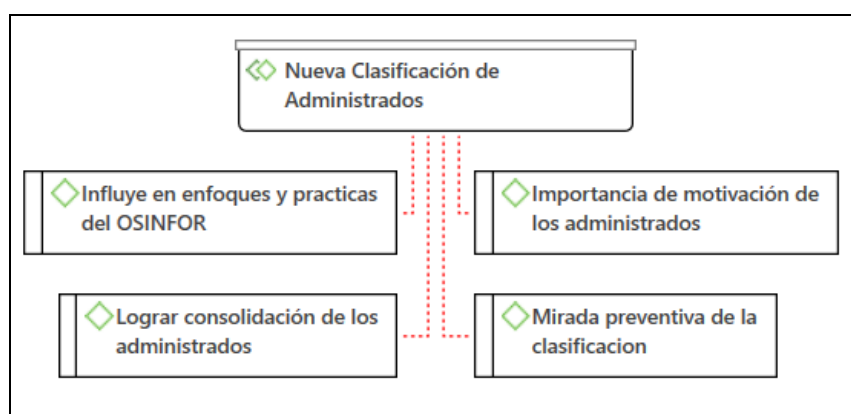 Nueva Clasificación de
Administrados
Influye en enfoques y practicas
del OSINFOR
Importancia de motivación de
los administrados
Lograr consolidación de los
administrados
Mirada preventiva de la
clasificacion